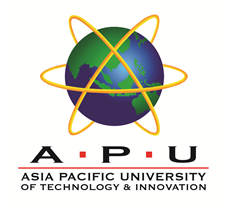 A · P · U
ASIA PACIFIC UNIVERSITY
OF TECHNOLOGY & INNOVATION